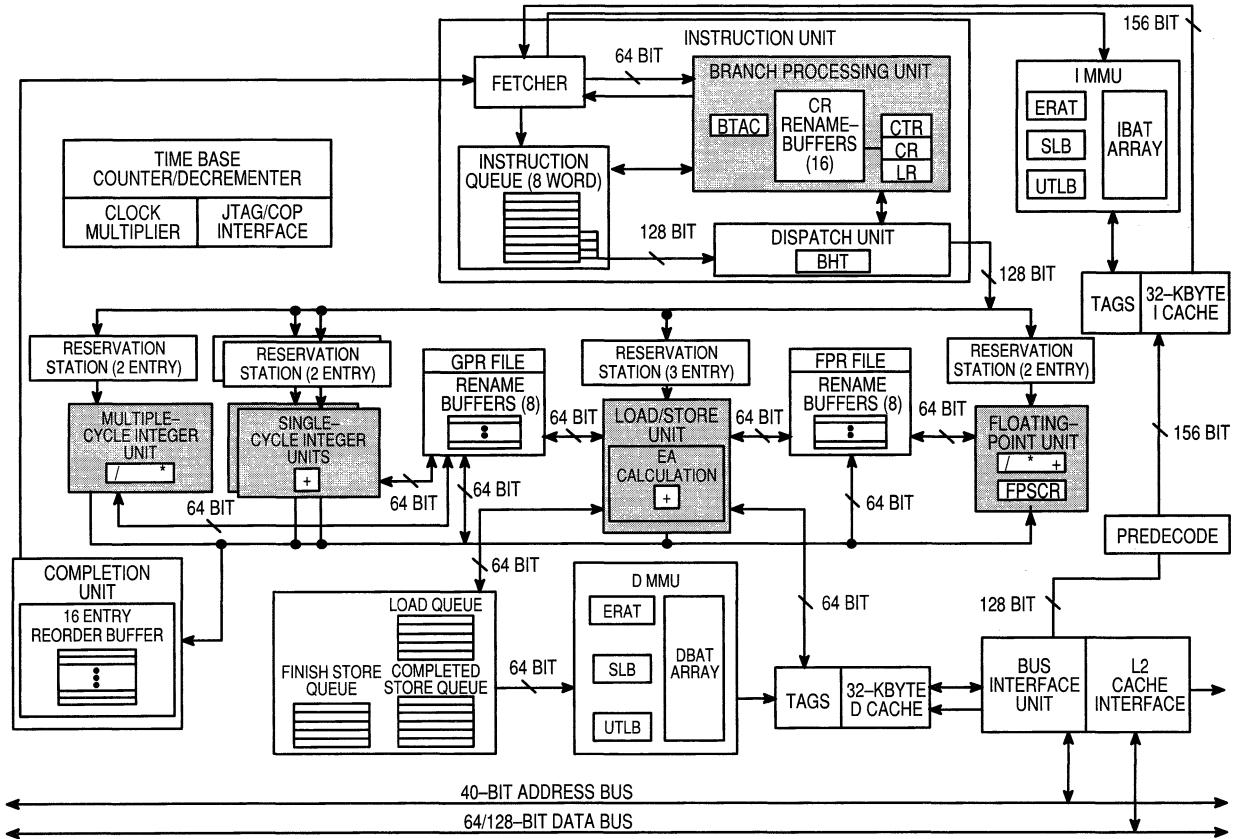 156 BIT
INSTRUCTION UNIT
64 BIT
FETCHER
BRANCH PROCESSING UNIT
BTAC
CR
RENAME–
BUFFERS
(16)
CTR
CR
LR
I MMU
ERAT
SLB
UTLB
IBAT
ARRAY
TIME BASE
COUNTER/DECREMENTER
CLOCK
MULTIPLIER
JTAG/COP
INTERFACE
INSTRUCTION
QUEUE (8 WORD)
128 BIT
DISPATCH UNIT
BHT
128 BIT
TAGS
32–KBYTE
I CACHE
RESERVATION
STATION (2 ENTRY)
RESERVATION
STATION (2 ENTRY)
GPR FILE
RENAME
BUFFERS (8)
RESERVATION
STATION (3 ENTRY)
FPR FILE
RENAME
BUFFERS (8)
RESERVATION
STATION (2 ENTRY)
MULTIPLE–
CYCLE INTEGER
UNIT
/ *
SINGLE–
CYCLE INTEGER
UNITS
+
64 BIT
LOAD/STORE
UNIT
EA
CALCULATION
+
64 BIT
64 BIT
FLOATING–
POINT UNIT
/ * +
FPSCR
156 BIT
64 BIT
64 BIT
64 BIT
64 BIT
PREDECODE
COMPLETION
UNIT
16 ENTRY
REORDER BUFFER
64 BIT
LOAD QUEUE
FINISH STORE
QUEUE
COMPLETED
STORE QUEUE
64 BIT
D MMU
ERAT
SLB
UTLB
DBAT
ARRAY
64 BIT
128 BIT
TAGS
32–KBYTE
D CACHE
BUS
INTERFACE
UNIT
L2
CACHE
INTERFACE
40–BIT ADDRESS BUS
64/128–BIT DATA BUS